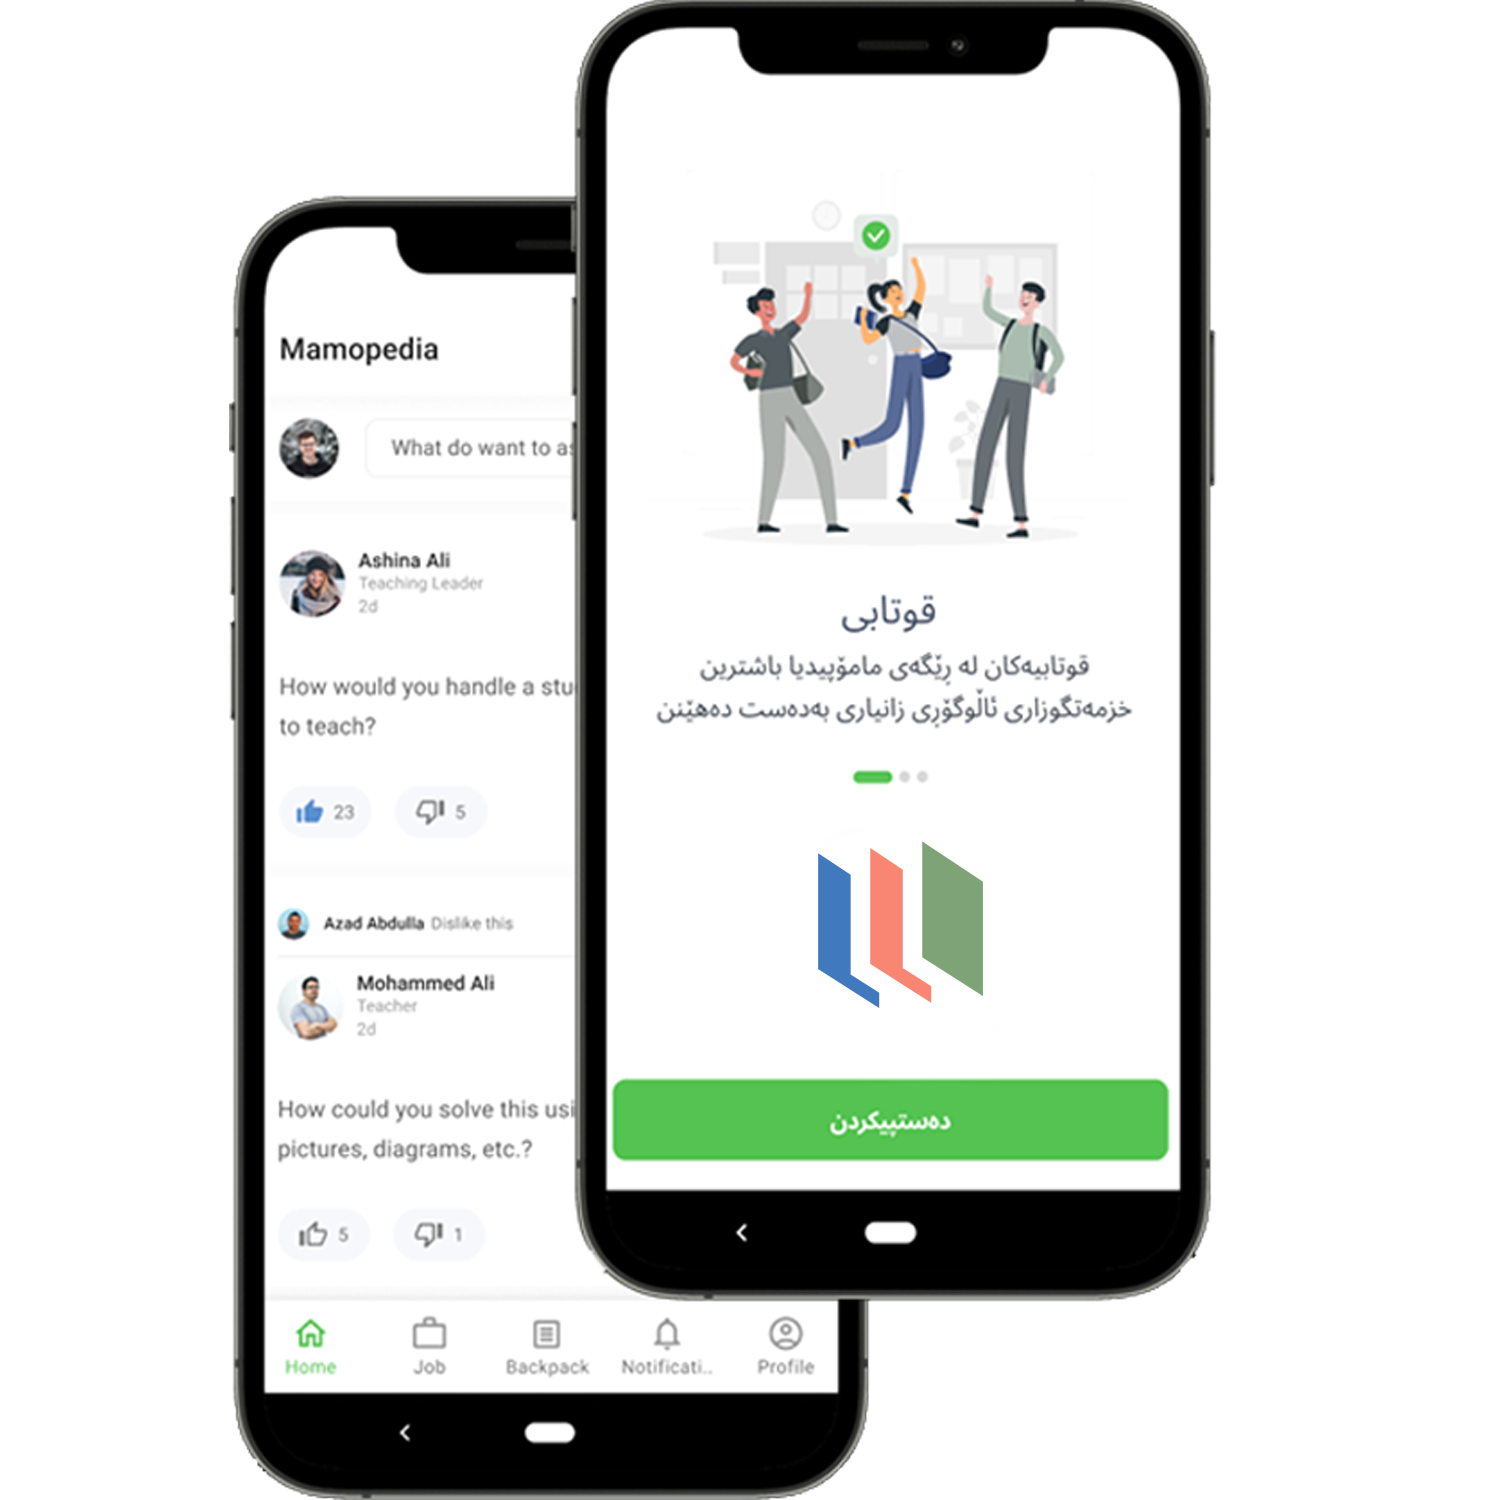 Mamopedia
What do want to as
Ashina Ali
Teaching Leader
2d
How would you handle a stu
to teach?
23
5
Azad Abdulla Dislike this
Mohammed Ali
Teacher
2d
How could you solve this usi
pictures, diagrams, etc.?
5
1
Home
Job
Backpack
Notificati..
Profile
قوتابی
قوتابیەکان لە ڕێگەی مامۆپیدیا باشترین
خزمەتگوزاری ئاڵوگۆڕی زانیاری بەدەست دەهێنن
دەستپیکردن